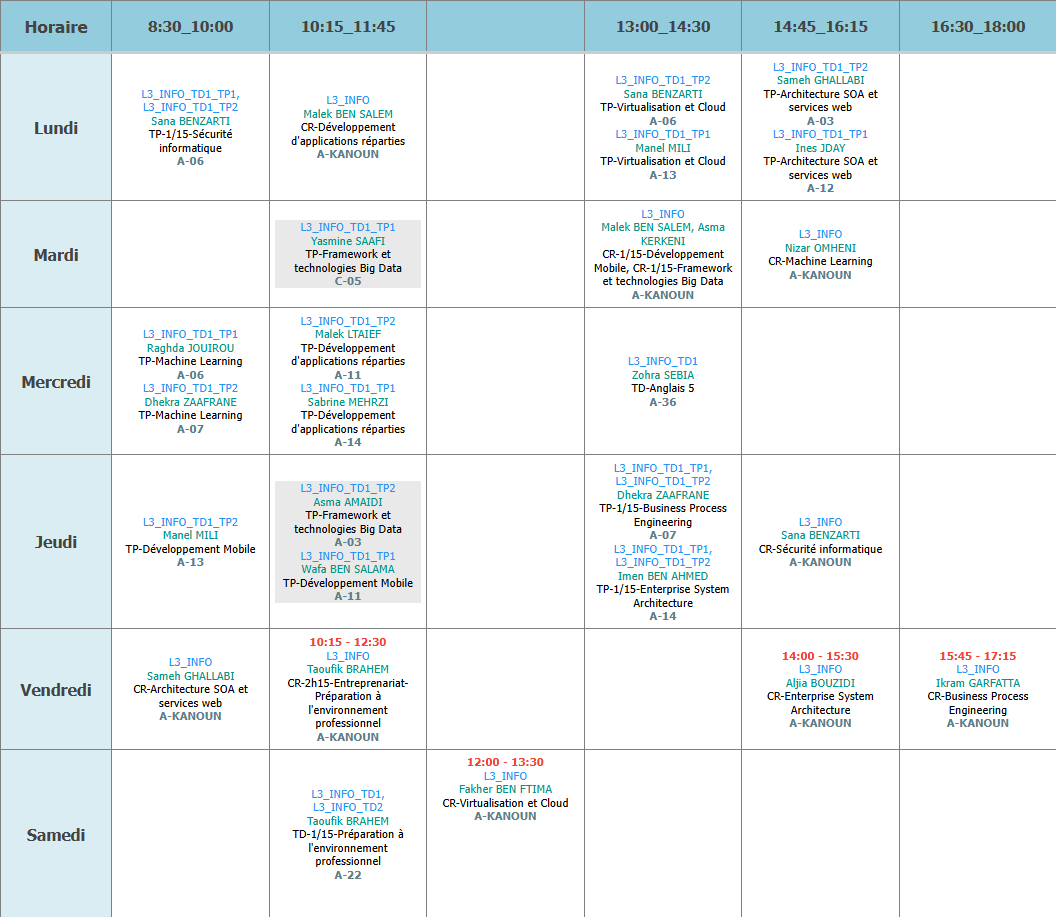 Horaire
8:30_10:00
10:15_11:45
13:00_14:30
14:45_16:15
16:30_18:00
Lundi
L3_INFO_TD1_TP1,
L3_INFO_TD1_TP2
Sana BENZARTI
TP-1/15-Sécurité
informatique
A-06
L3_INFO
Malek BEN SALEM
CR-Développement
d'applications réparties
A-KANOUN
L3_INFO_TD1_TP2
Sana BENZARTI
TP-Virtualisation et Cloud
A-06
L3_INFO_TD1_TP1
Manel MILI
TP-Virtualisation et Cloud
A-13
L3_INFO_TD1_TP2
Sameh GHALLABI
TP-Architecture SOA et
services web
A-03
L3_INFO_TD1_TP1
Ines JDAY
TP-Architecture SOA et
services web
A-12
Mardi
L3_INFO_TD1_TP1
Yasmine SAAFI
TP-Framework et
technologies Big Data
C-05
L3_INFO
Malek BEN SALEM, Asma
KERKENI
CR-1/15-Développement
Mobile, CR-1/15-Framework
et technologies Big Data
A-KANOUN
L3_INFO
Nizar OMHENI
CR-Machine Learning
A-KANOUN
Mercredi
L3_INFO_TD1_TP1
Raghda JOUIROU
TP-Machine Learning
A-06
L3_INFO_TD1_TP2
Dhekra ZAAFRANE
TP-Machine Learning
A-07
L3_INFO_TD1_TP2
Malek LTAIEF
TP-Développement
d'applications réparties
A-11
L3_INFO_TD1_TP1
Sabrine MEHRZI
TP-Développement
d'applications réparties
A-14
L3_INFO_TD1
Zohra SEBIA
TD-Anglais 5
A-36
Jeudi
L3_INFO_TD1_TP2
Manel MILI
TP-Développement Mobile
A-13
L3_INFO_TD1_TP2
Asma AMAIDI
TP-Framework et
technologies Big Data
A-03
L3_INFO_TD1_TP1
Wafa BEN SALAMA
TP-Développement Mobile
A-11
L3_INFO_TD1_TP1,
L3_INFO_TD1_TP2
Dhekra ZAAFRANE
TP-1/15-Business Process
Engineering
A-07
L3_INFO_TD1_TP1,
L3_INFO_TD1_TP2
Imen BEN AHMED
TP-1/15-Enterprise System
Architecture
A-14
L3_INFO
Sana BENZARTI
CR-Sécurité informatique
A-KANOUN
Vendredi
L3_INFO
Sameh GHALLABI
CR-Architecture SOA et
services web
A-KANOUN
10:15 - 12:30
L3_INFO
Taoufik BRAHEM
CR-2h15-Entreprenariat-
Préparation à
l'environnement
professionnel
A-KANOUN
14:00 - 15:30
L3_INFO
Aljia BOUZIDI
CR-Enterprise System
Architecture
A-KANOUN
15:45 - 17:15
L3_INFO
Ikram GARFATTA
CR-Business Process
Engineering
A-KANOUN
Samedi
L3_INFO_TD1,
L3_INFO_TD2
Taoufik BRAHEM
TD-1/15-Préparation à
l'environnement
professionnel
A-22
12:00 - 13:30
L3_INFO
Fakher BEN FTIMA
CR-Virtualisation et Cloud
A-KANOUN